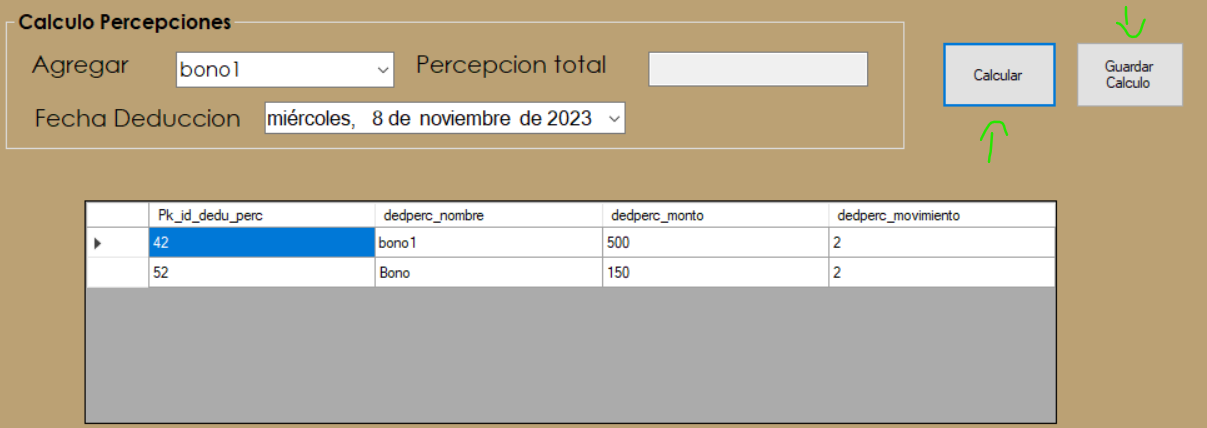 Calculo Percepciones
Agregar bono1 Percepcion total
Calcular
Guardar
Calculo
Fecha Deduccion miércoles, 8 de noviembre de 2023
Pk_id_dedu_perc dedperc_nombre dedperc_monto dedperc_movimiento
42 bono1 500 2
52 Bono 150 2